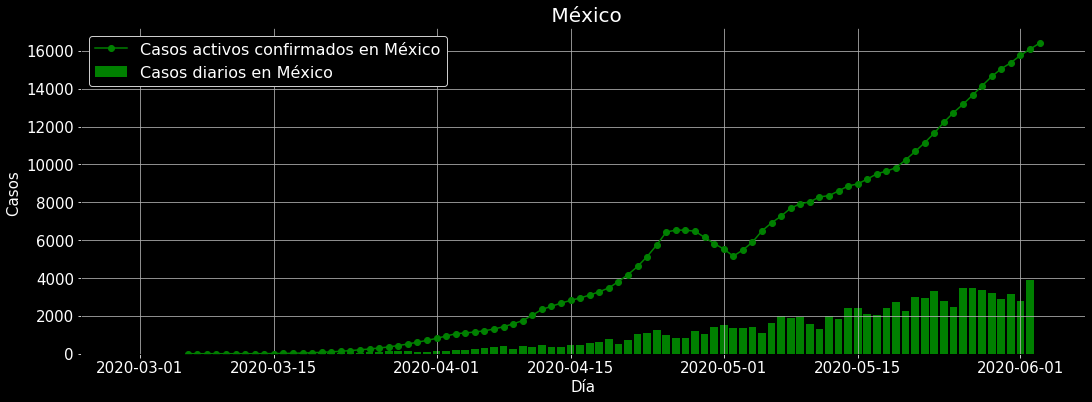 México
Casos activos confirmados en México
Casos diarios en México
Casos
16000
14000
12000
10000
8000
6000
4000
2000
0
2020-03-01 2020-03-15 2020-04-01 2020-04-15 2020-05-01 2020-05-15 2020-06-01
Día